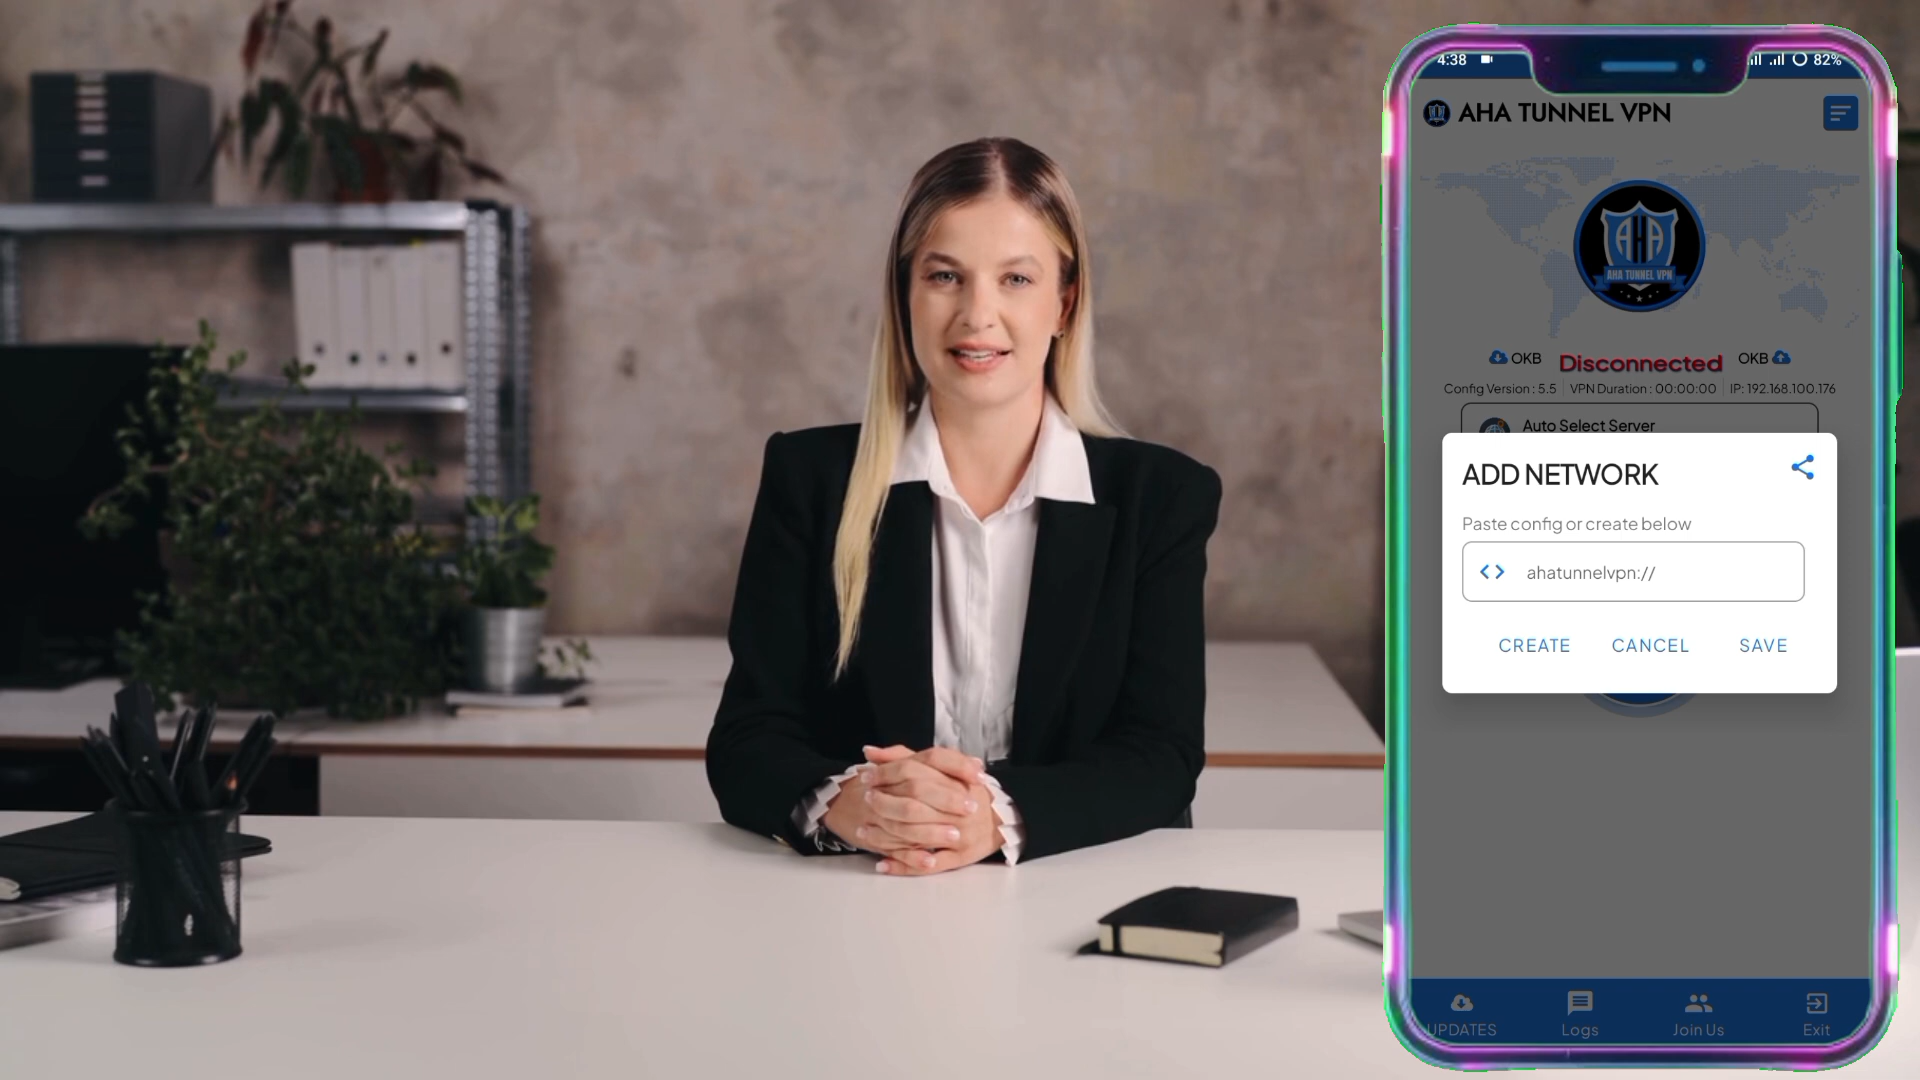 4:38
82%
AHA TUNNEL VPN
AHA
AHA TUNNEL VPN
0KB Disconnected 0KB
Config Version : 5.5 | VPN Duration : 00:00:00 | IP: 192.168.100.176
Auto Select Server
ADD NETWORK
Paste config or create below
<> ahatunnelvpn://
CREATE CANCEL SAVE
UPDATES Logs Join Us Exit